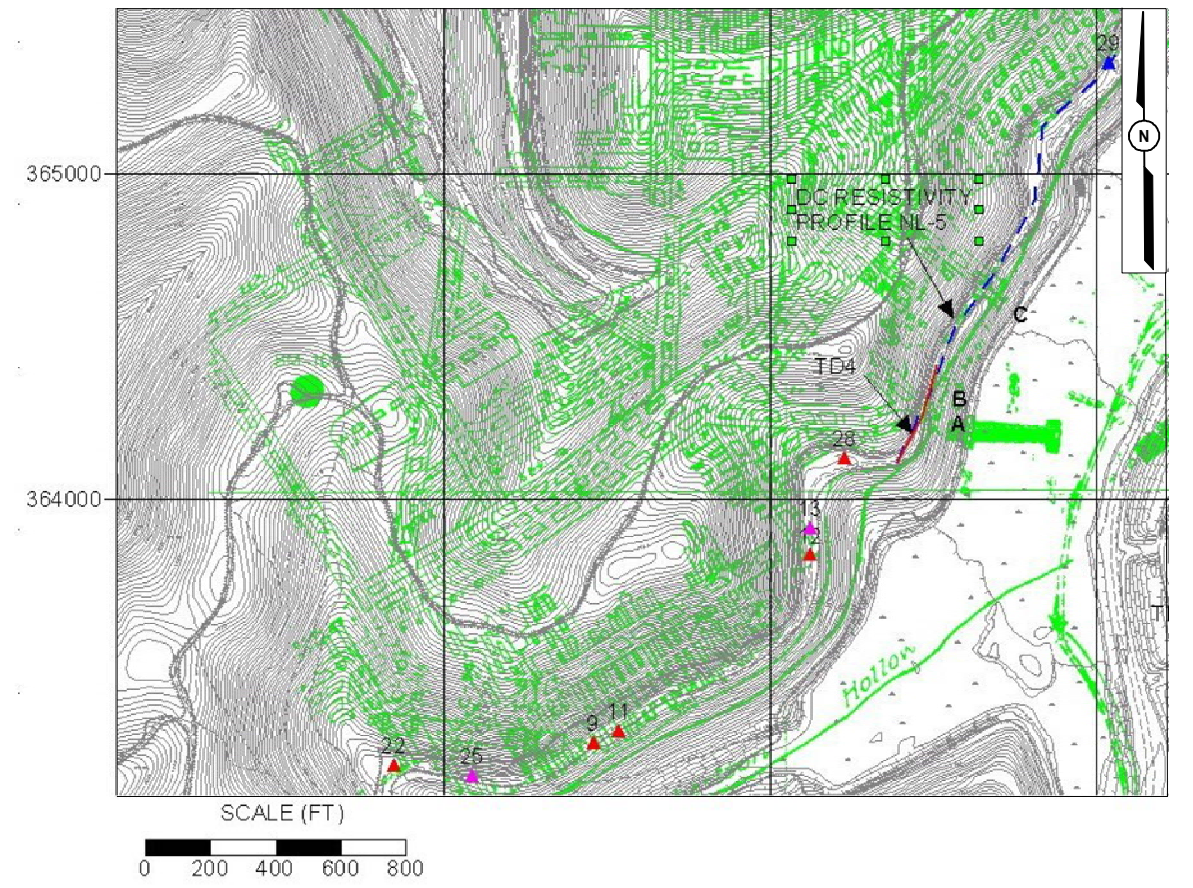 29
N
365000
DC RESISTIVITY
PROFILE NL-5
C
TD4
B
A
28
364000
13
12
Hollow
11
9
22
25
SCALE (FT)
0 200 400 600 800